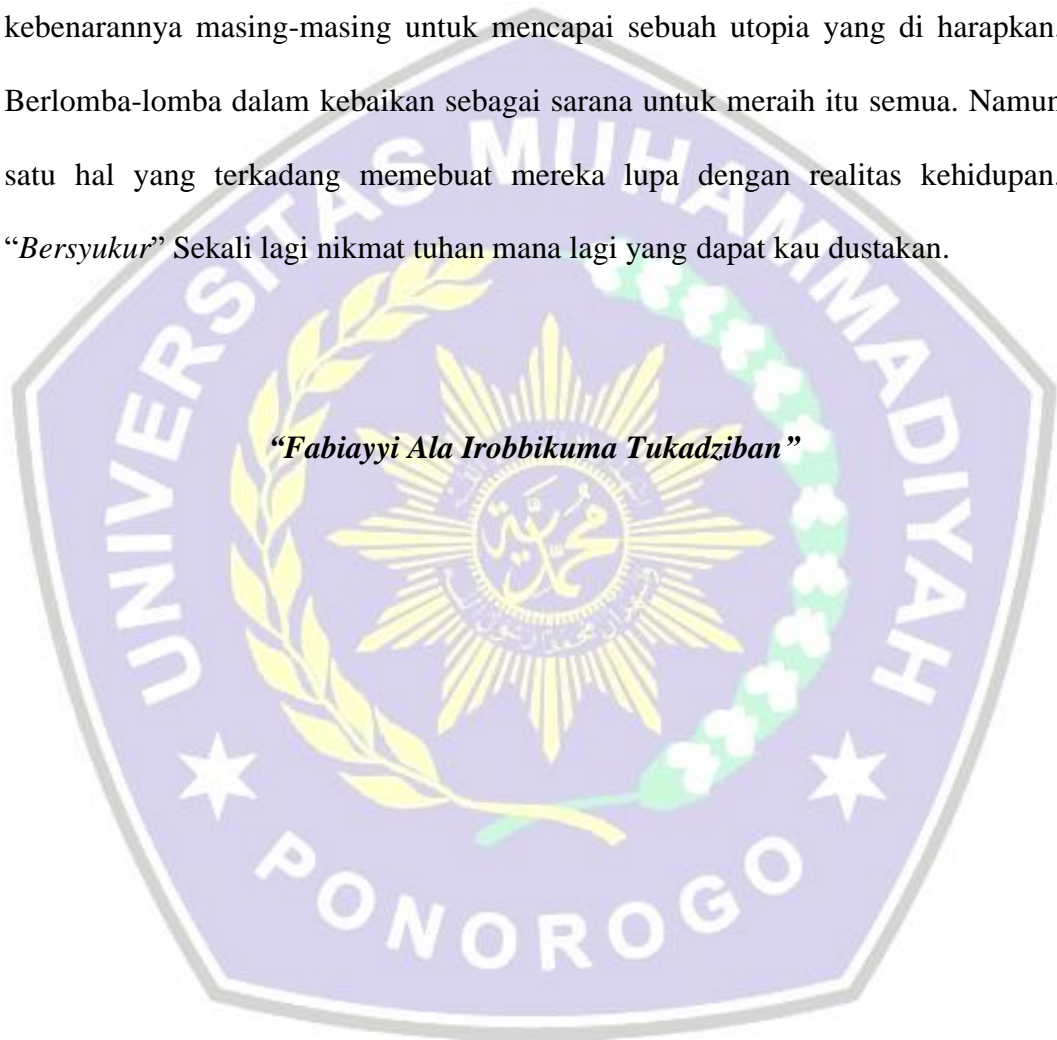 kebenarannya masing-masing untuk mencapai sebuah utopia yang di harapkan.
Berlomba-lomba dalam kebaikan sebagai sarana untuk meraih itu semua. Namun
satu hal yang terkadang memebuat mereka lupa dengan realitas kehidupan.
“Bersyukur” Sekali lagi nikmat tuhan mana lagi yang dapat kau dustakan.
“Fabiayyi Ala Irobbikuma Tukadziban”
UNIVERSITAS MUHAMMADIYAH
PONOROGO
محمدية